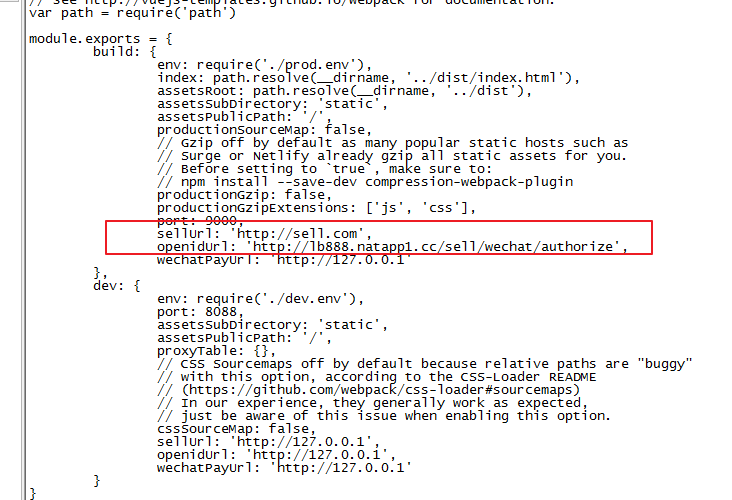 // see http://vuejs-templates.github.io/webpack for documentation.
var path = require('path')

module.exports = {
        build: {
                env: require('./prod.env'),
                index: path.resolve(__dirname, '../dist/index.html'),
                assetsRoot: path.resolve(__dirname, '../dist'),
                assetsSubDirectory: 'static',
                assetsPublicPath: '/',
                productionSourceMap: false,
                // Gzip off by default as many popular static hosts such as
                // Surge or Netlify already gzip all static assets for you.
                // Before setting to `true`, make sure to:
                // npm install --save-dev compression-webpack-plugin
                productionGzip: false,
                productionGzipExtensions: ['js', 'css'],
                port: 9000,
                sellUrl: 'http://sell.com',
                openidUrl: 'http://lb888.natapp1.cc/sell/wechat/authorize',
                wechatPayUrl: 'http://127.0.0.1'
        },
        dev: {
                env: require('./dev.env'),
                port: 8088,
                assetsSubDirectory: 'static',
                assetsPublicPath: '/',
                proxyTable: {},
                // CSS Sourcemaps off by default because relative paths are "buggy"
                // with this option, according to the CSS-Loader README
                // (https://github.com/webpack/css-loader#sourcemaps)
                // In our experience, they generally work as expected,
                // just be aware of this issue when enabling this option.
                cssSourceMap: false,
                sellUrl: 'http://127.0.0.1',
                openidUrl: 'http://127.0.0.1',
                wechatPayUrl: 'http://127.0.0.1'
        }
}